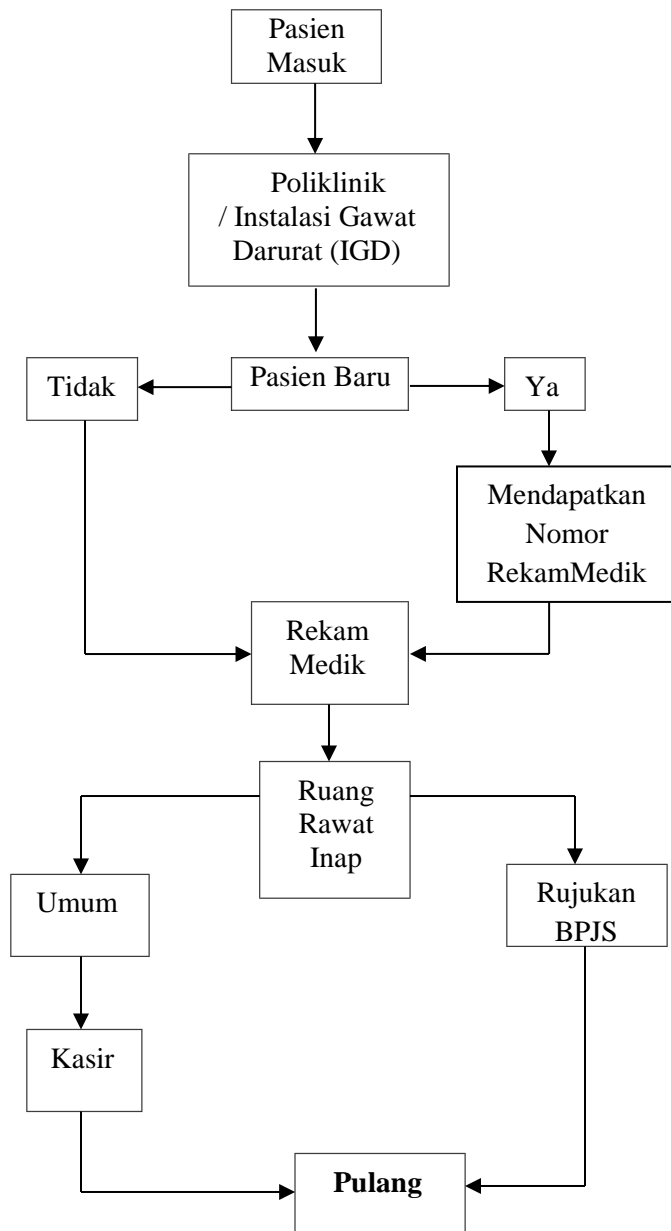 Pasien
Masuk
Poliklinik
/ Instalasi Gawat
Darurat (IGD)
Tidak
Pasien Baru
Ya
Mendapatkan
Nomor
RekamMedik
Rekam
Medik
Ruang
Rawat
Inap
Umum
Rujukan
BPJS
Kasir
Pulang